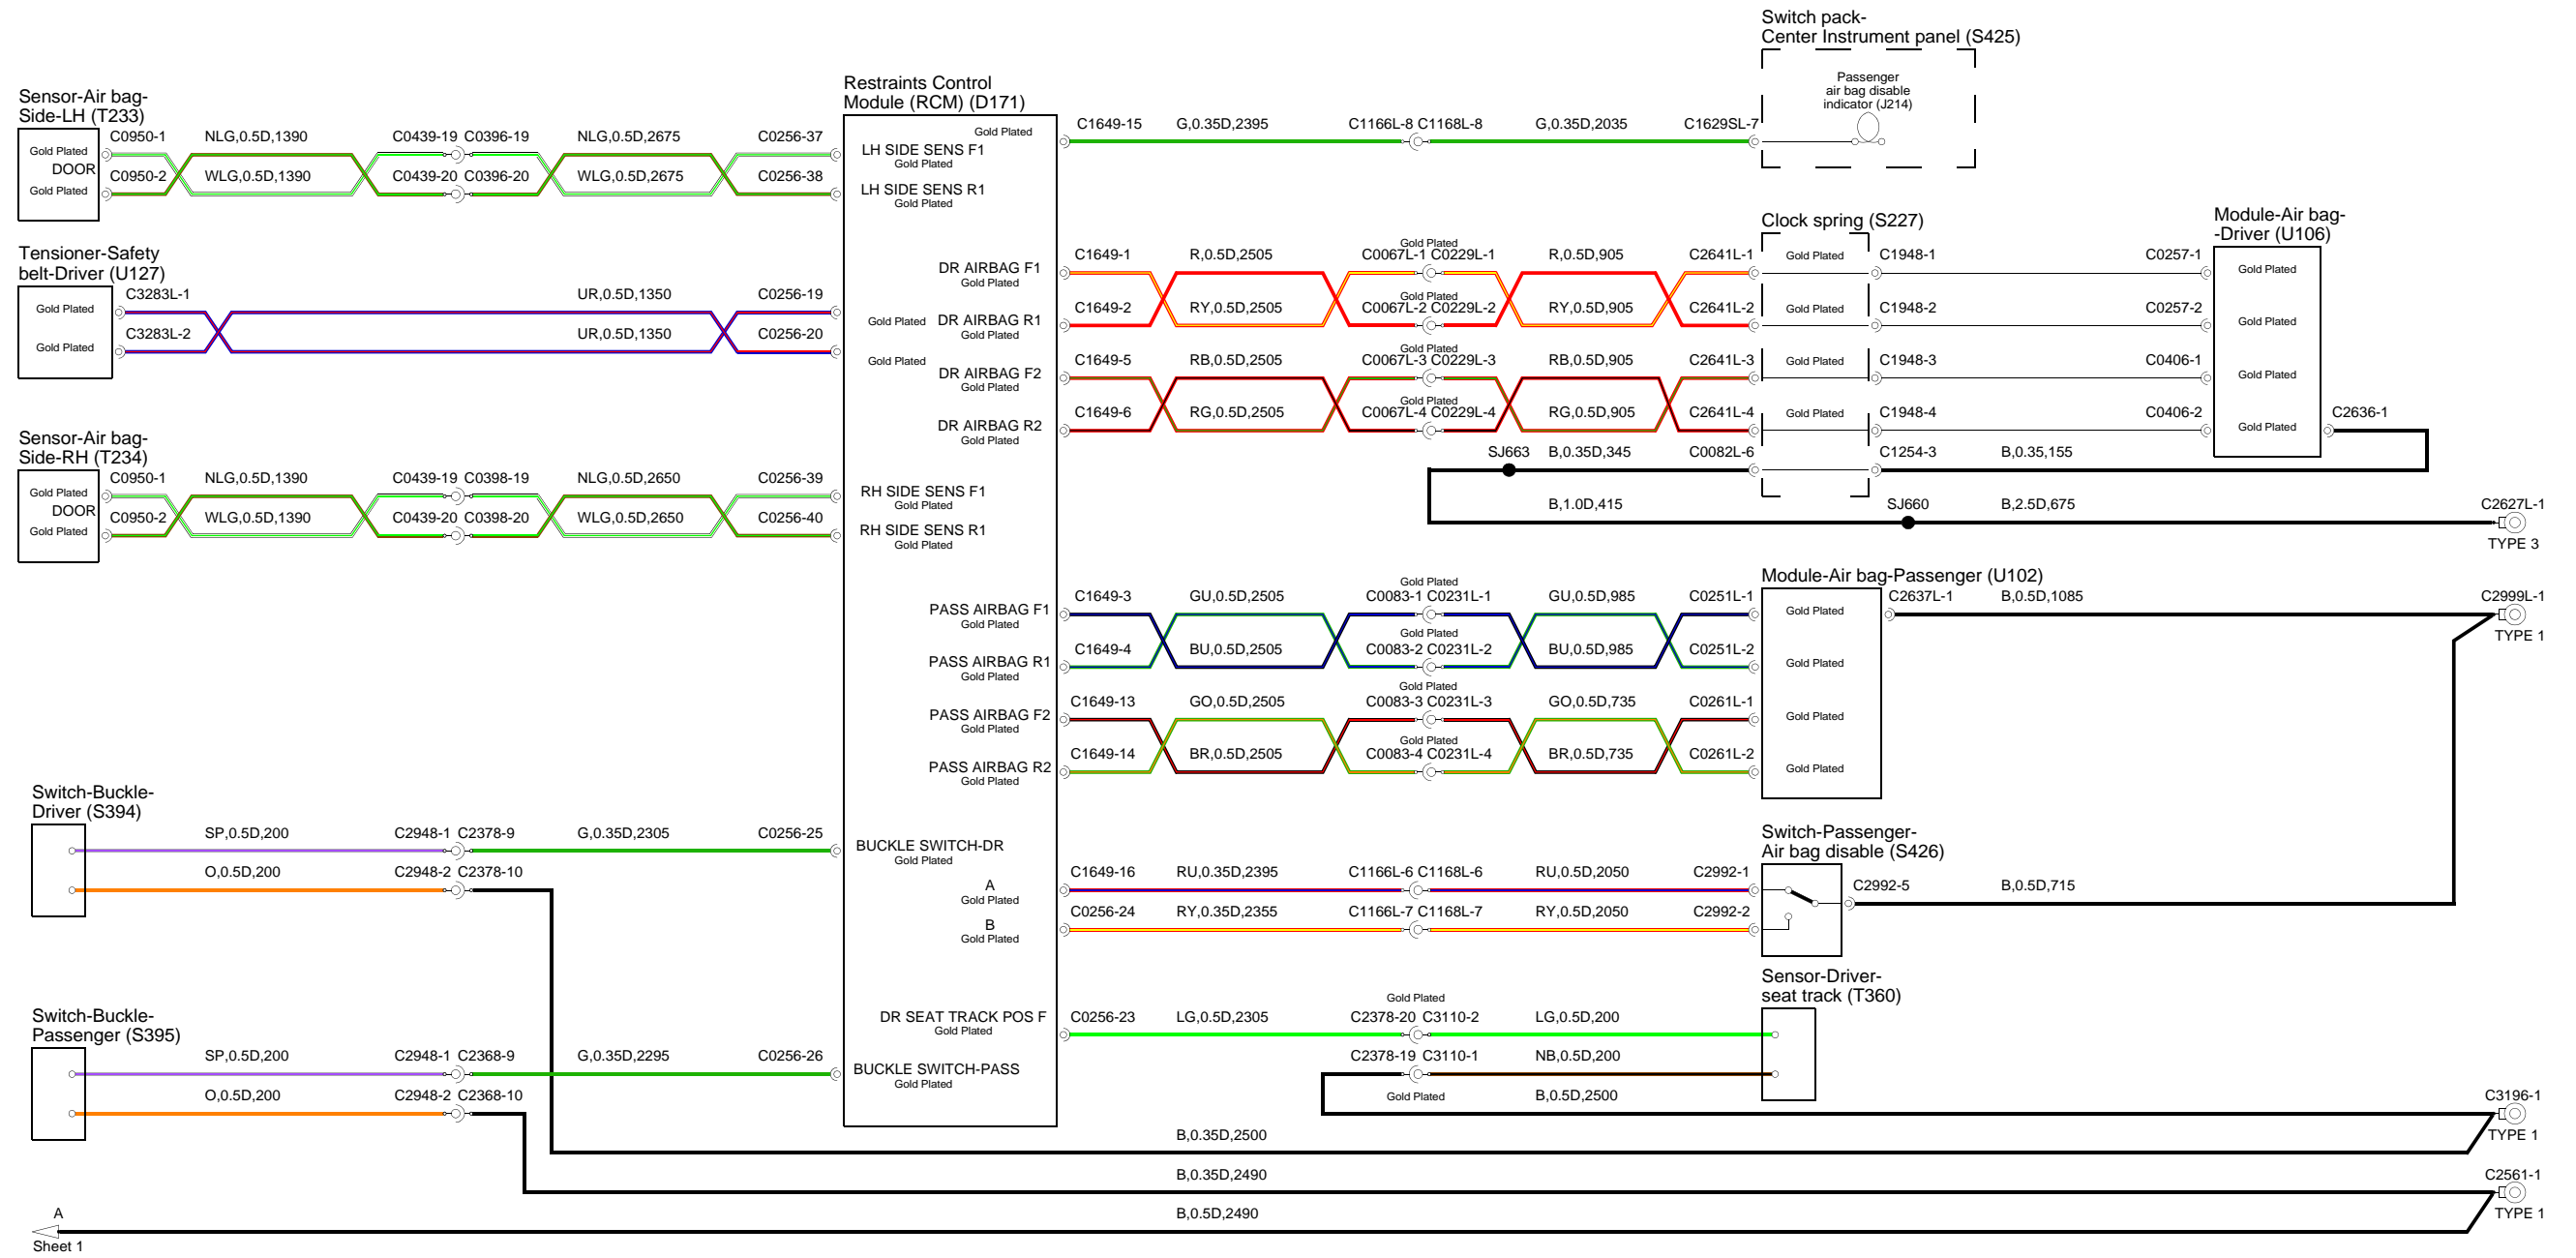 Switch pack-
Center Instrument panel (S425)
Passenger
air bag disable
indicator (J214)
Restraints Control
Module (RCM) (D171)
Sensor-Air bag-
Side-LH (T233)
Gold Plated
DOOR
Gold Plated
C0950-1 NLG,0.5D,1390 C0439-19 C0396-19 NLG,0.5D,2675 C0256-37
C0950-2 WLG,0.5D,1390 C0439-20 C0396-20 WLG,0.5D,2675 C0256-38
Gold Plated
LH SIDE SENS F1
Gold Plated
LH SIDE SENS R1
Gold Plated
C1649-15 G,0.35D,2395 C1166L-8 C1168L-8 G,0.35D,2035 C1629SL-7
Tensioner-Safety
belt-Driver (U127)
Gold Plated
Gold Plated
C3283L-1 UR,0.5D,1350 C0256-19
C3283L-2 UR,0.5D,1350 C0256-20
Gold Plated
Gold Plated
DR AIRBAG F1
Gold Plated
DR AIRBAG R1
Gold Plated
DR AIRBAG F2
Gold Plated
DR AIRBAG R2
Gold Plated
Clock spring (S227)
Module-Air bag-
-Driver (U106)
Gold Plated
C1649-1 R,0.5D,2505 C0067L-1 C0229L-1 R,0.5D,905 C2641L-1 Gold Plated C1948-1 C0257-1 Gold Plated
Gold Plated
C1649-2 RY,0.5D,2505 C0067L-2 C0229L-2 RY,0.5D,905 C2641L-2 Gold Plated C1948-2 C0257-2 Gold Plated
Gold Plated
C1649-5 RB,0.5D,2505 C0067L-3 C0229L-3 RB,0.5D,905 C2641L-3 Gold Plated C1948-3 C0406-1 Gold Plated
Gold Plated
C1649-6 RG,0.5D,2505 C0067L-4 C0229L-4 RG,0.5D,905 C2641L-4 Gold Plated C1948-4 C0406-2 Gold Plated C2636-1
SJ663 B,0.35D,345 C0082L-6 C1254-3 B,0.35,155
B,1.0D,415 SJ660 B,2.5D,675 C2627L-1
TYPE 3
Sensor-Air bag-
Side-RH (T234)
Gold Plated
DOOR
Gold Plated
C0950-1 NLG,0.5D,1390 C0439-19 C0398-19 NLG,0.5D,2650 C0256-39
C0950-2 WLG,0.5D,1390 C0439-20 C0398-20 WLG,0.5D,2650 C0256-40
RH SIDE SENS F1
Gold Plated
RH SIDE SENS R1
Gold Plated
PASS AIRBAG F1
Gold Plated
PASS AIRBAG R1
Gold Plated
PASS AIRBAG F2
Gold Plated
PASS AIRBAG R2
Gold Plated
Module-Air bag-Passenger (U102)
Gold Plated
C1649-3 GU,0.5D,2505 C0083-1 C0231L-1 GU,0.5D,985 C0251L-1 Gold Plated C2637L-1 B,0.5D,1085 C2999L-1
TYPE 1
Gold Plated
C1649-4 BU,0.5D,2505 C0083-2 C0231L-2 BU,0.5D,985 C0251L-2 Gold Plated
Gold Plated
C1649-13 GO,0.5D,2505 C0083-3 C0231L-3 GO,0.5D,735 C0261L-1 Gold Plated
Gold Plated
C1649-14 BR,0.5D,2505 C0083-4 C0231L-4 BR,0.5D,735 C0261L-2 Gold Plated
Switch-Buckle-
Driver (S394)
SP,0.5D,200 C2948-1 C2378-9 G,0.35D,2305 C0256-25
O,0.5D,200 C2948-2 C2378-10
BUCKLE SWITCH-DR
Gold Plated
A
Gold Plated
B
Gold Plated
Switch-Passenger-
Air bag disable (S426)
C1649-16 RU,0.35D,2395 C1166L-6 C1168L-6 RU,0.5D,2050 C2992-1
C2992-5 B,0.5D,715
C0256-24 RY,0.35D,2355 C1166L-7 C1168L-7 RY,0.5D,2050 C2992-2
Sensor-Driver-
seat track (T360)
Gold Plated
DR SEAT TRACK POS F
Gold Plated
C0256-23 LG,0.5D,2305 C2378-20 C3110-2 LG,0.5D,200
C2378-19 C3110-1 NB,0.5D,200
Gold Plated
B,0.5D,2500 C3196-1
TYPE 1
Switch-Buckle-
Passenger (S395)
SP,0.5D,200 C2948-1 C2368-9 G,0.35D,2295 C0256-26
O,0.5D,200 C2948-2 C2368-10
BUCKLE SWITCH-PASS
Gold Plated
B,0.35D,2500
B,0.35D,2490 C2561-1
TYPE 1
B,0.5D,2490
A
Sheet 1